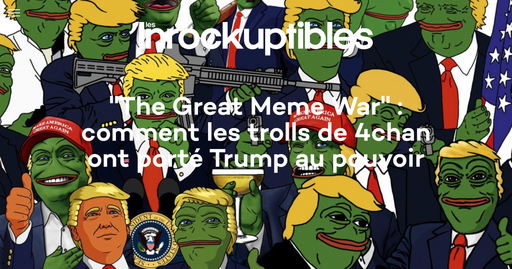 les
inrockuptibles
"The Great Meme War" :
comment les trolls de 4chan
ont porté Trump au pouvoir